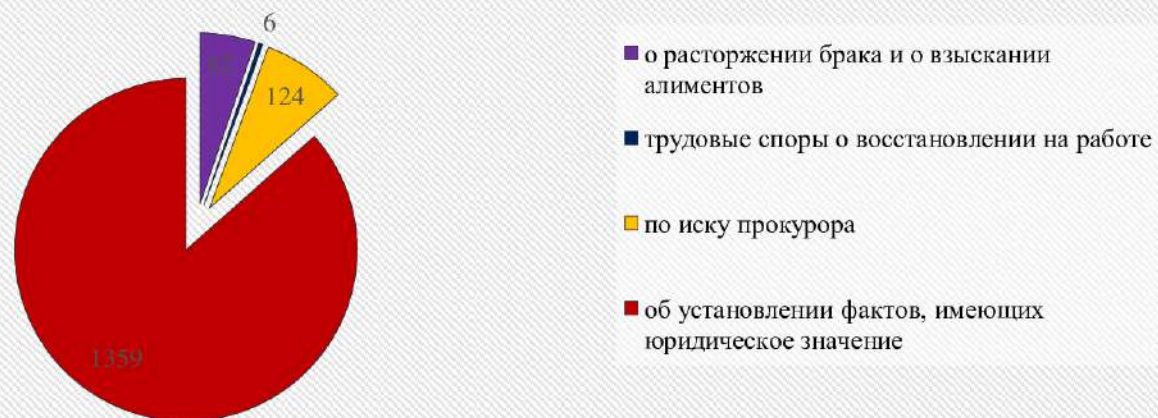 6
124
1359
о расторжении брака и о взыскании
алиментов
трудовые споры о восстановлении на работе
по иску прокурора
об установлении фактов, имеющих
юридическое значение